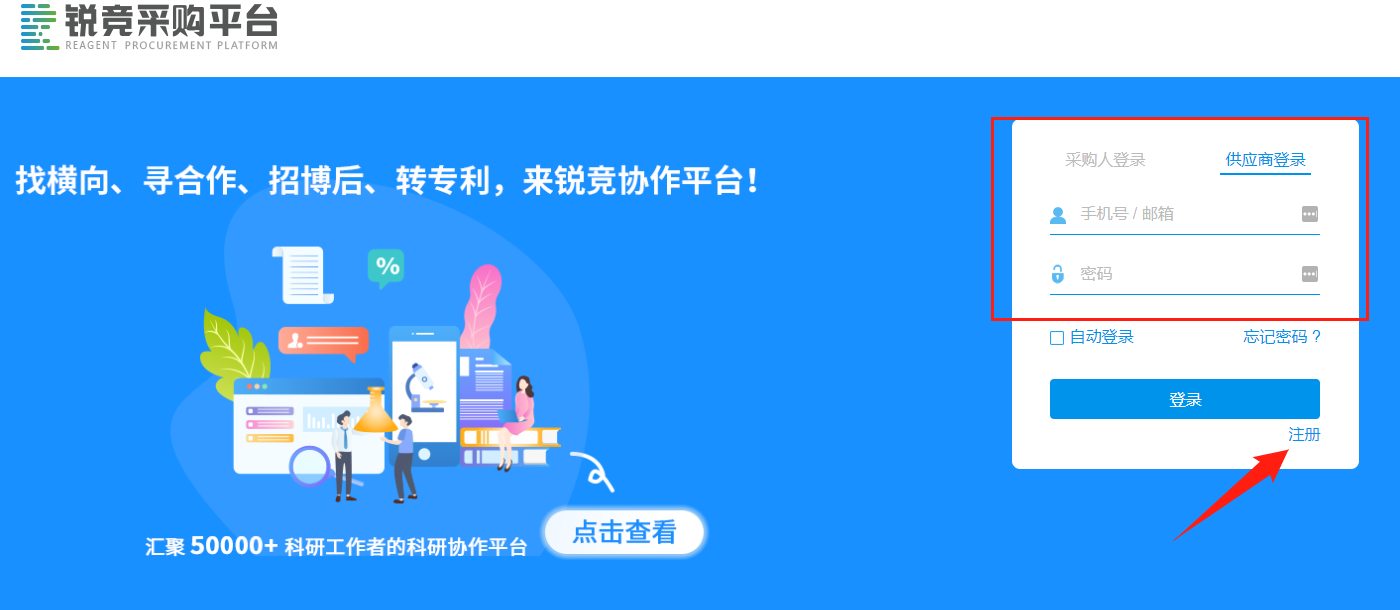 锐竞采购平台
REAGENT PROCUREMENT PLATFORM
找横向、寻合作、招博后、转专利，来锐竞协作平台！
%
汇聚 50000+ 科研工作者的科研协作平台
点击查看
采购人登录 供应商登录
手机号 / 邮箱
密码
自动登录 忘记密码？
登录
注册